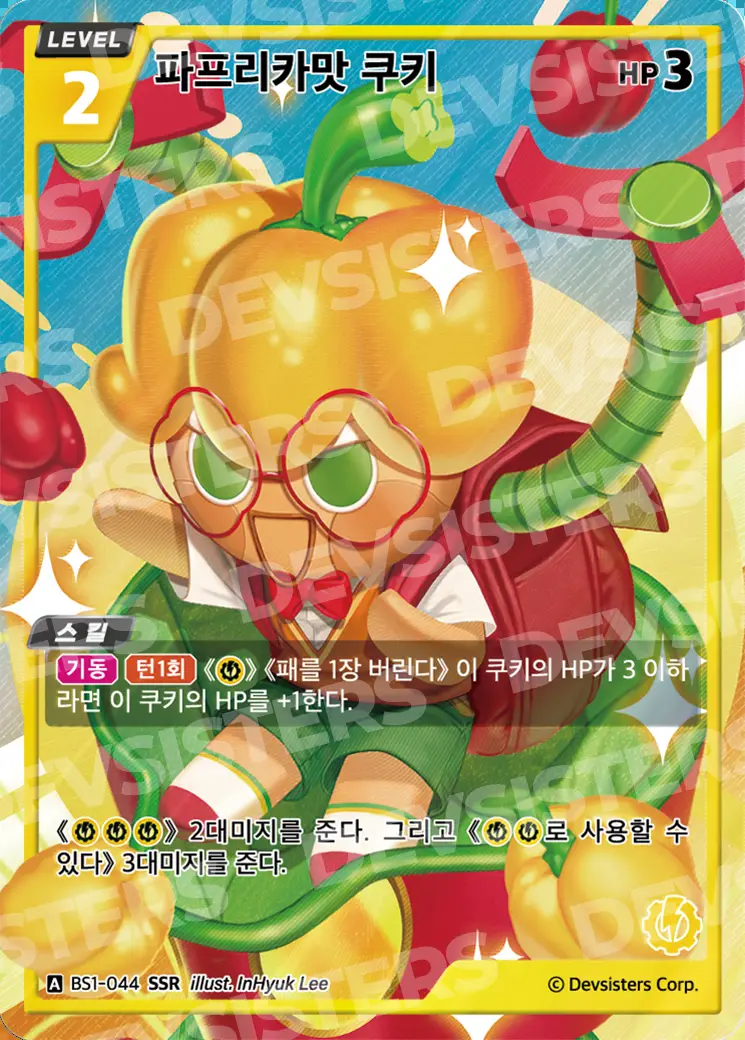 LEVEL
2
파프리카맛 쿠키
HP 3
스킬
기동 턴1회 《》《패를 1장 버린다》 이 쿠키의 HP가 3 이하
라면 이 쿠키의 HP를 +1한다.
《》 2대미지를 준다. 그리고 《로 사용할 수
있다》 3대미지를 준다.
A BS1-044 SSR illust. InHyuk Lee
© Devsisters Corp.
DEVSISTERS